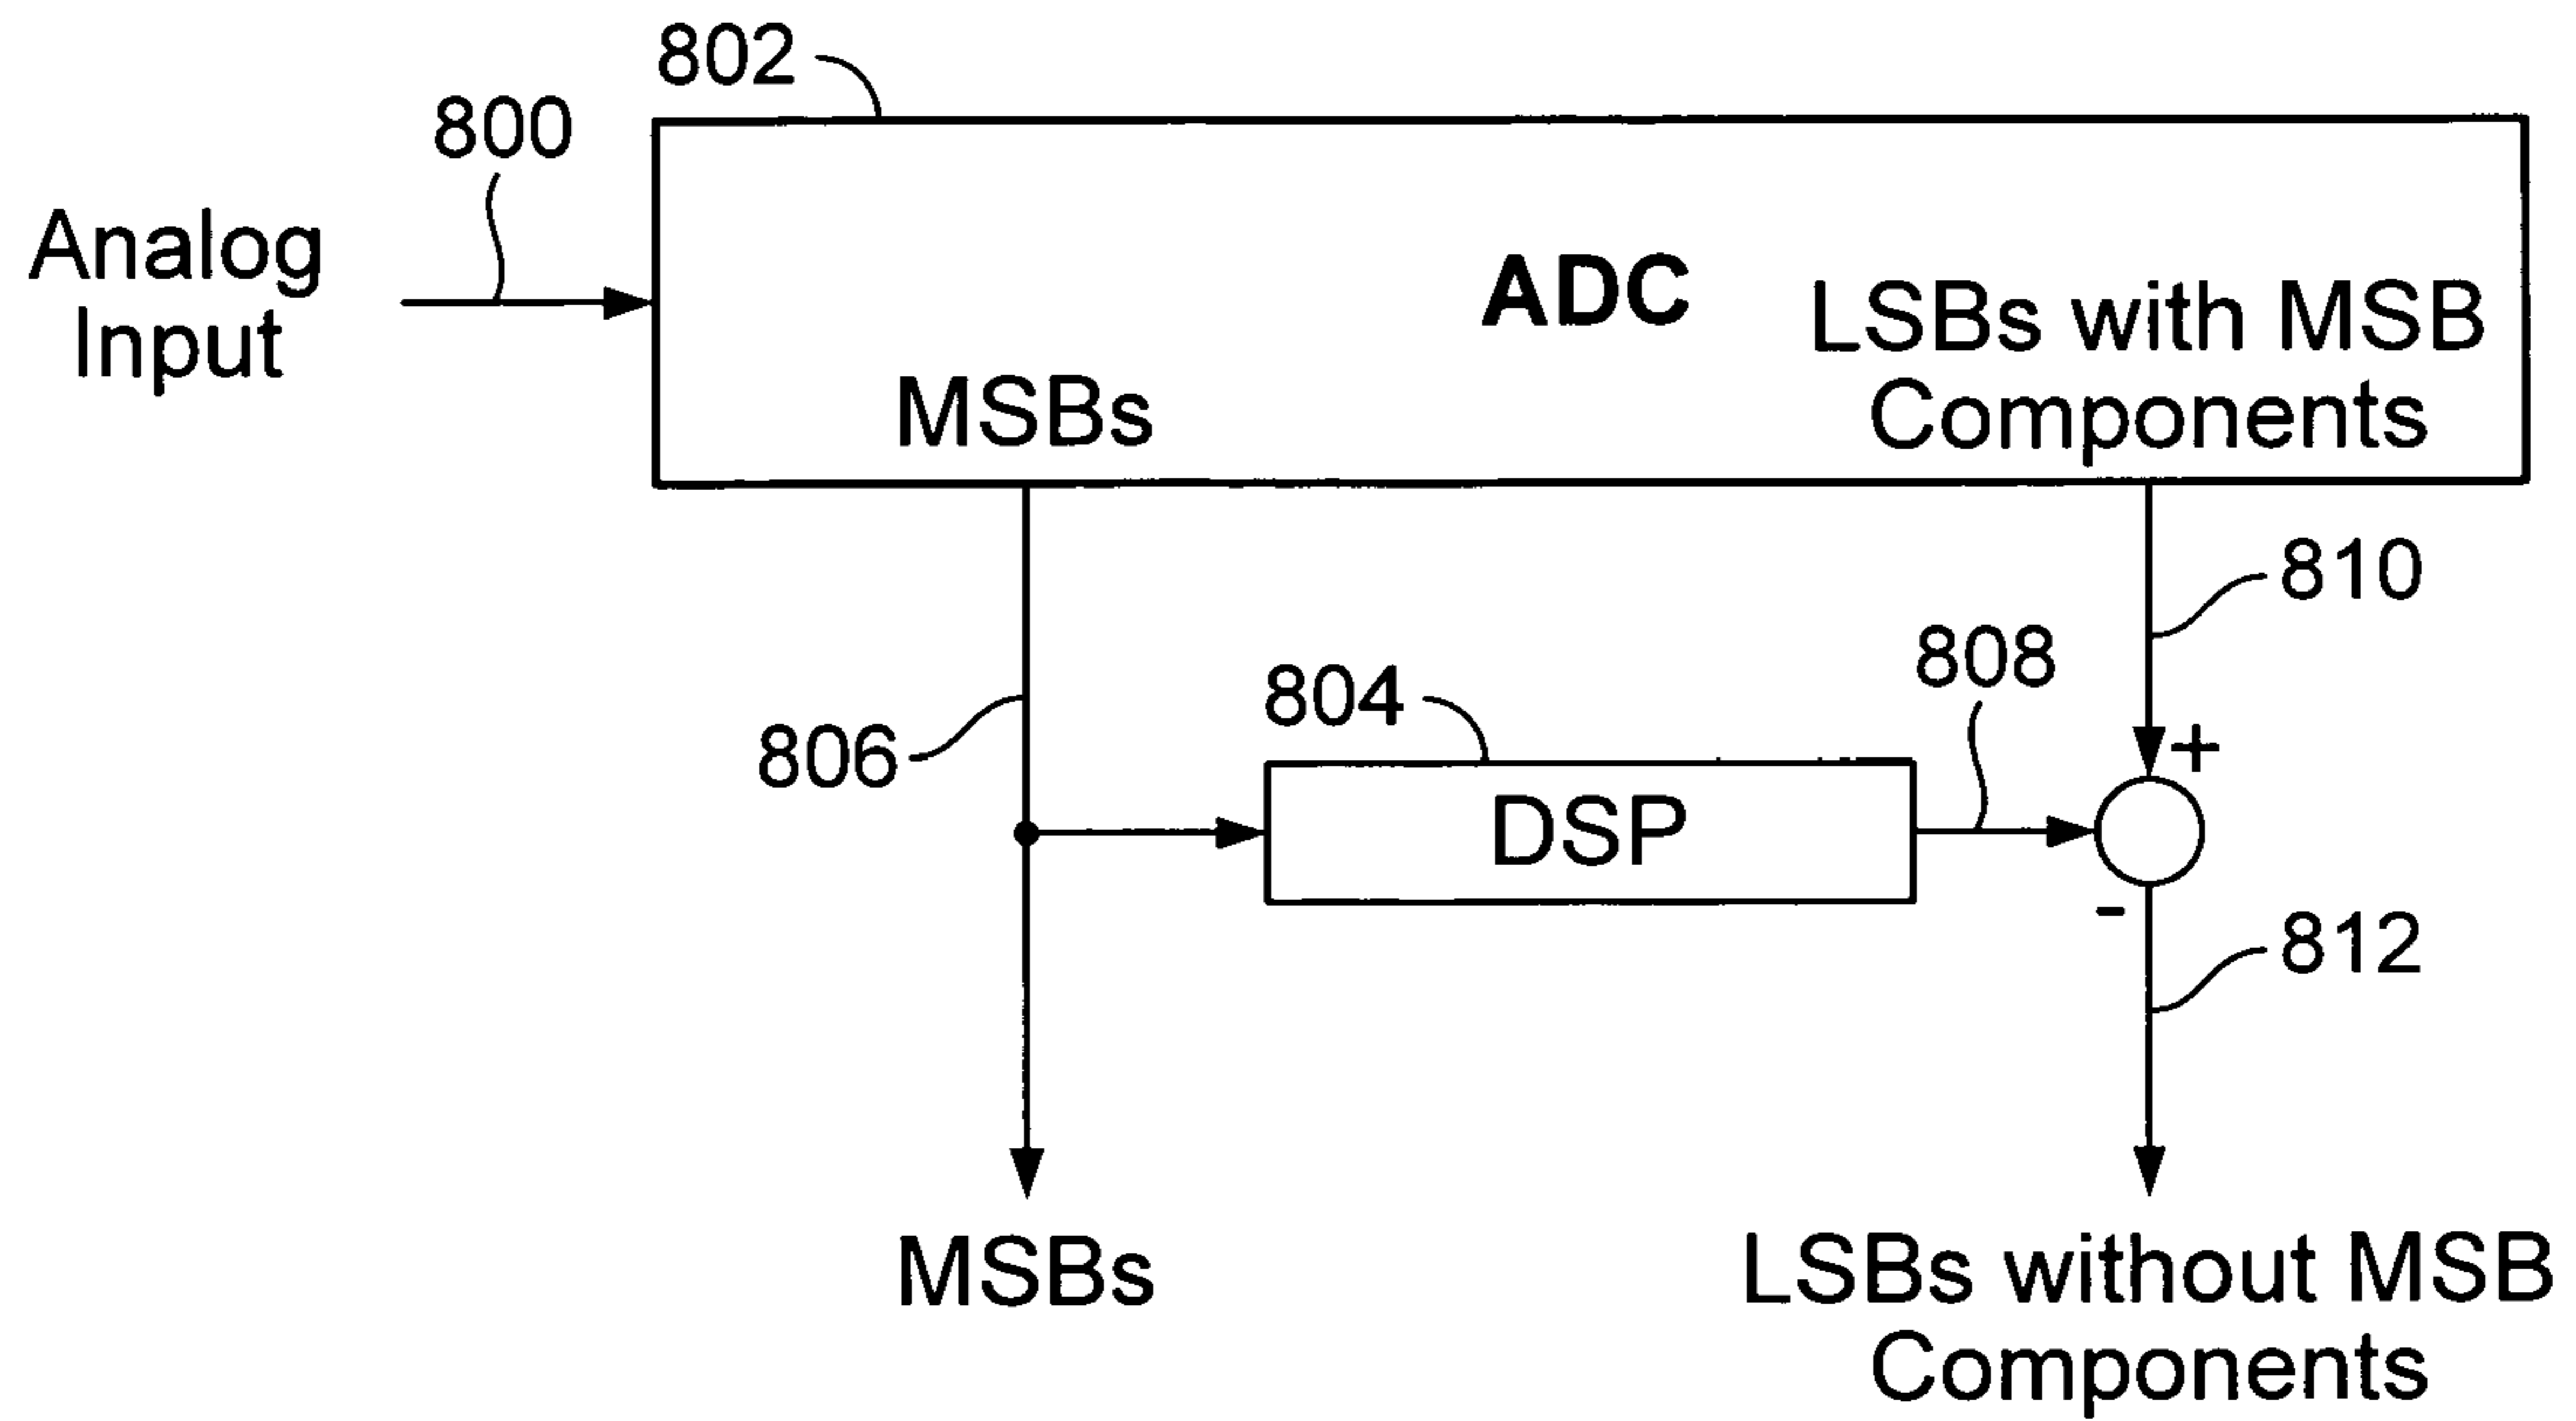 802
800
Analog
Input
ADC
LSBs with MSB
Components
MSBs
810
808
804
806
+
DSP
-
812
MSBs
LSBs without MSB
Components